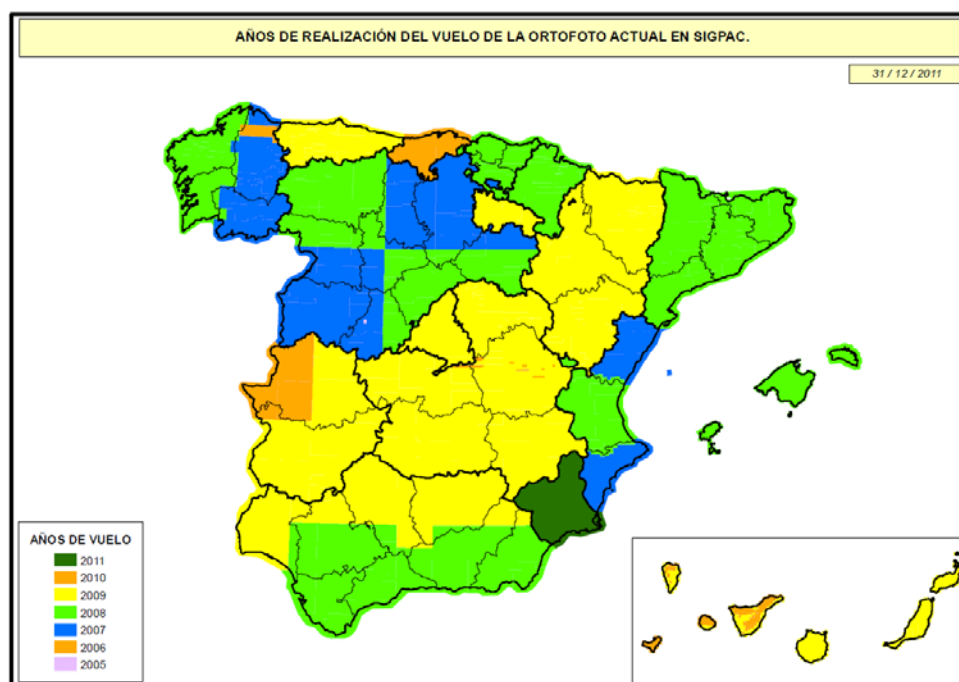 AÑOS DE REALIZACIÓN DEL VUELO DE LA ORTOFOTO ACTUAL EN SIGPAC.
31 / 12 / 2011
AÑOS DE VUELO
2011
2010
2009
2008
2007
2006
2005